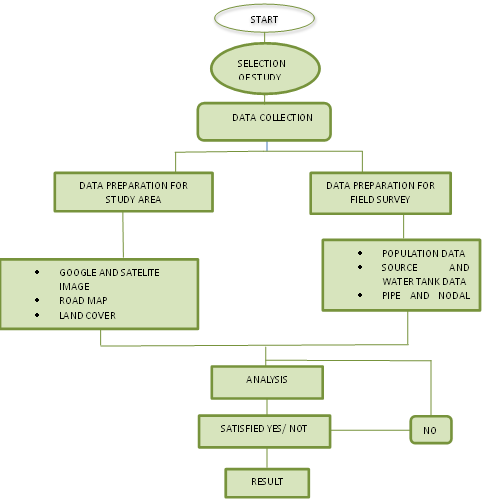 START
SELECTION
OF STUDY
DATA COLLECTION
DATA PREPARATION FOR
STUDY AREA
DATA PREPARATION FOR
FIELD SURVEY
• GOOGLE AND SATELITE
IMAGE
• ROAD MAP
• LAND COVER
• POPULATION DATA
• SOURCE AND
WATER TANK DATA
• PIPE AND NODAL
ANALYSIS
SATISFIED YES/ NOT
NO
RESULT